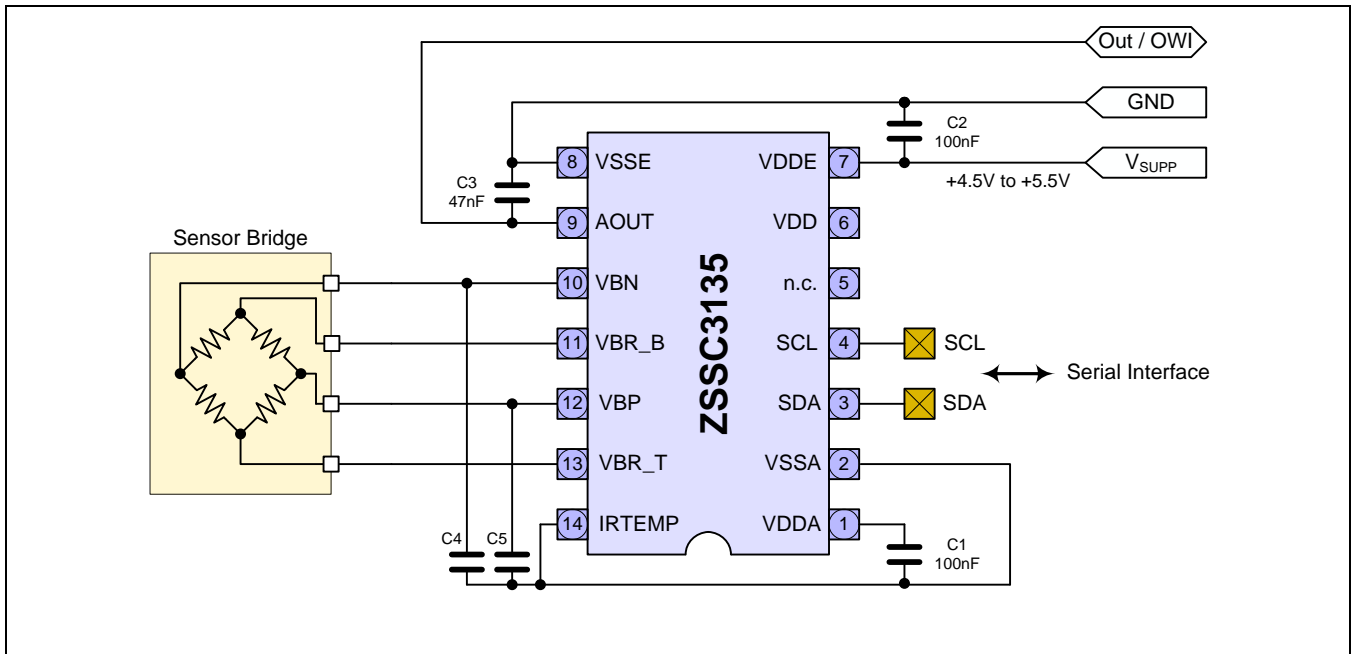 Out / OWI
GND
C2
100nF
V_SUPP
+4.5V to +5.5V
C3
47nF
8 VSSE
VDDE 7
9 AOUT
VDD 6
Sensor Bridge
10 VBN
n.c. 5
11 VBR_B
SCL 4
SCL
Serial Interface
12 VBP
SDA 3
SDA
13 VBR_T
VSSA 2
14 IRTEMP
VDDA 1
ZSSC3135
C4
C5
C1
100nF